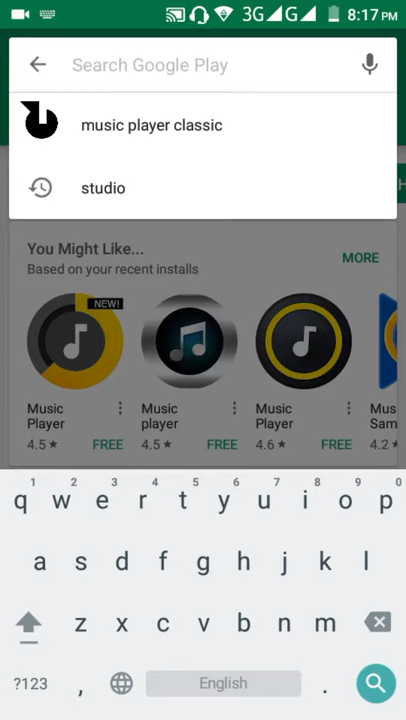 3G G 8:17 PM
Search Google Play
music player classic
studio
You Might Like...
MORE
Based on your recent installs
NEW!
Music Player
Music player
Music Player
Mus Sam
4.5★ FREE 4.5★ FREE 4.6★ FREE 4.2★
1 2 3 4 5 6 7 8 9 0
q w e r t y u i o p
a s d f g h j k l
z x c v b n m
?123 , English .